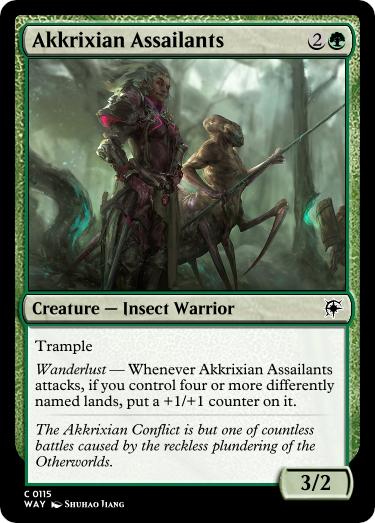 Akkrixian Assailants 2
Creature — Insect Warrior
Trample
Wanderlust — Whenever Akkrixian Assailants
attacks, if you control four or more differently
named lands, put a +1/+1 counter on it.
The Akkrixian Conflict is but one of countless
battles caused by the reckless plundering of the
Otherworlds.
3/2
C 0115
WAY Shuhao Jiang